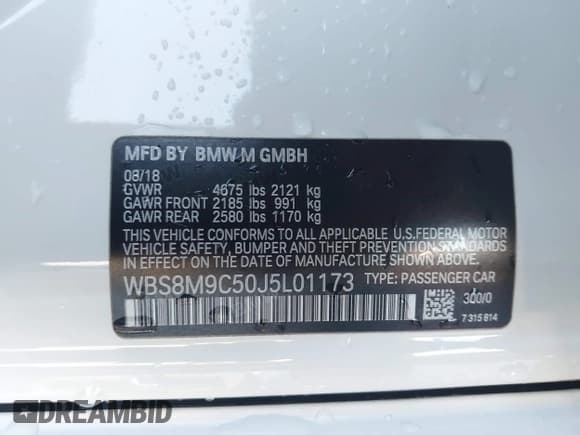 MFD BY BMW M GMBH
08/18
GVWR 4675 lbs 2121 kg
GAWR FRONT 2185 lbs 991 kg
GAWR REAR 2580 lbs 1170 kg
THIS VEHICLE CONFORMS TO ALL APPLICABLE U.S.FEDERAL MOTOR
VEHICLE SAFETY, BUMPER AND THEFT PREVENTION STANDARDS
IN EFFECT ON THE DATE OF MANUFACTURE SHOWN ABOVE.
WBS8M9C50J5L01173 TYPE: PASSENGER CAR
300/0
7 315 814
DREAMBID